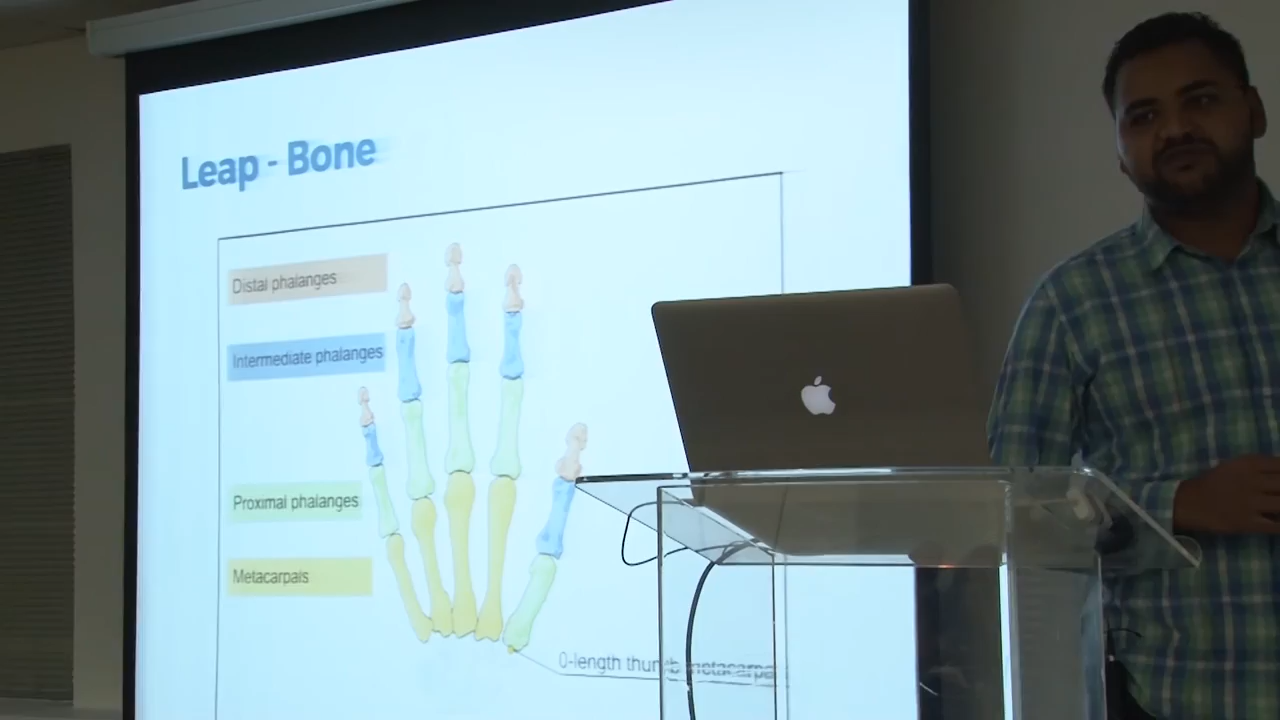 Leap - Bone
Distal phalanges
Intermediate phalanges
Proximal phalanges
Metacarpals
0-length thumb metacarpal